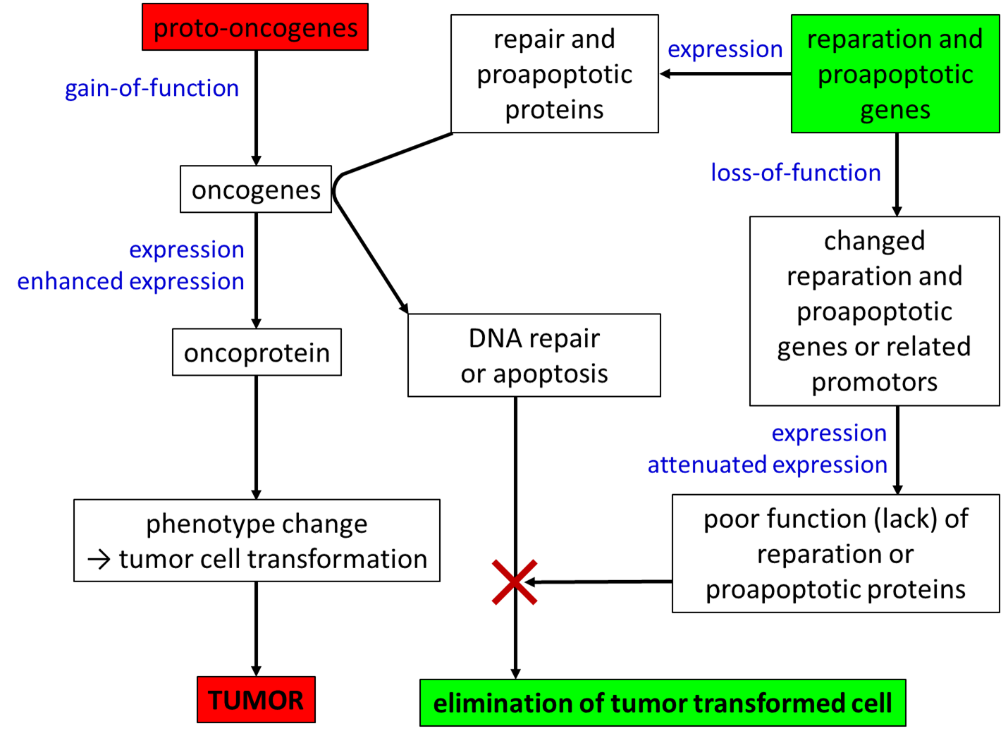 proto-oncogenes
gain-of-function
oncogenes
expression
enhanced expression
oncoprotein
phenotype change
→ tumor cell transformation
TUMOR
repair and
proapoptotic
proteins
expression
reparation and
proapoptotic
genes
loss-of-function
changed
reparation and
proapoptotic
genes or related
promotors
expression
attenuated expression
poor function (lack) of
reparation or
proapoptotic proteins
DNA repair
or apoptosis
elimination of tumor transformed cell